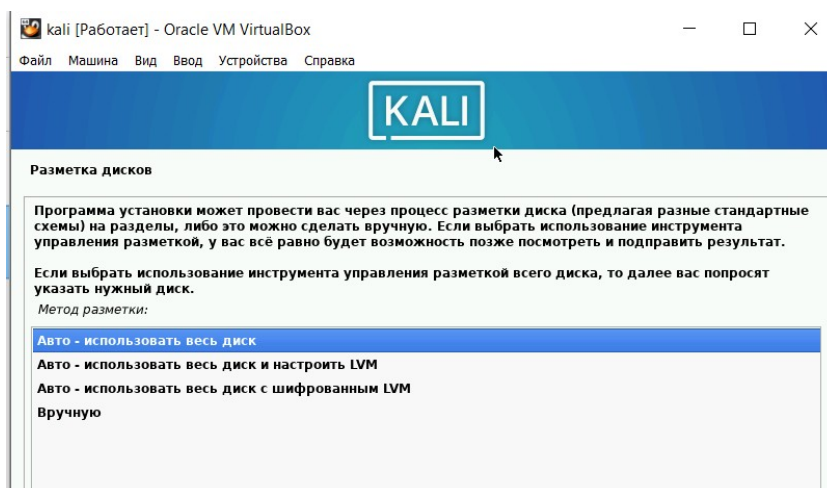 kali [Работает] - Oracle VM VirtualBox
Файл Машина Вид Ввод Устройства Справка
KALI
Разметка дисков
Программа установки может провести вас через процесс разметки диска (предлагая разные стандартные
схемы) на разделы, либо это можно сделать вручную. Если выбрать использование инструмента
управления разметкой, у вас всё равно будет возможность позже посмотреть и подправить результат.
Если выбрать использование инструмента управления разметкой всего диска, то далее вас попросят
указать нужный диск.
Метод разметки:
Авто - использовать весь диск
Авто - использовать весь диск и настроить LVM
Авто - использовать весь диск с шифрованным LVM
Вручную